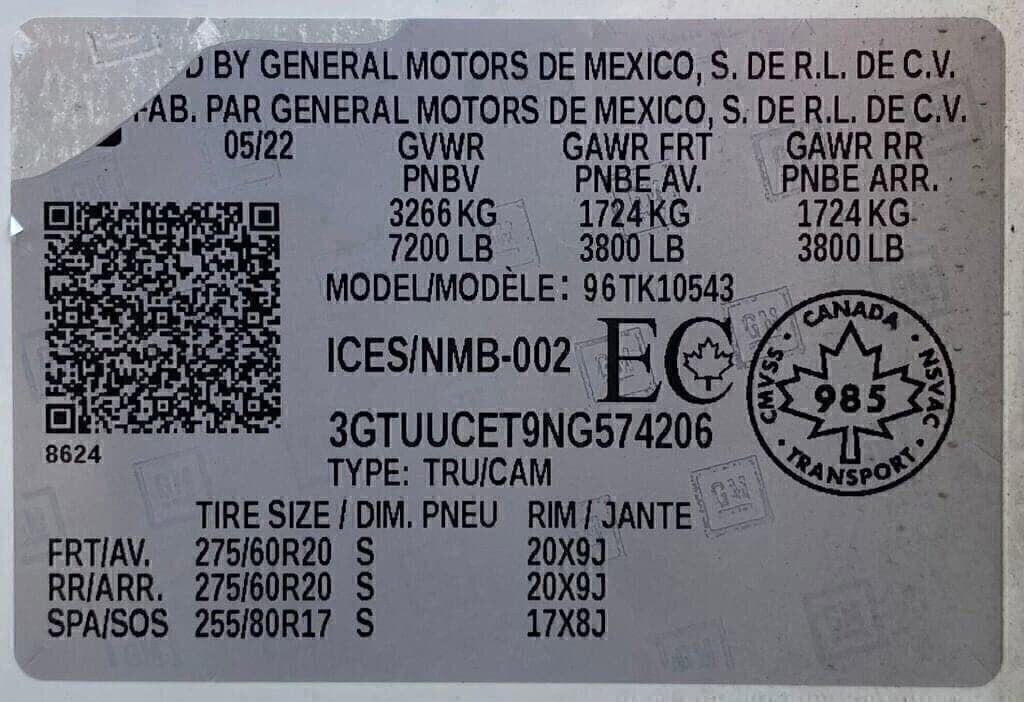 BY GENERAL MOTORS DE MEXICO, S. DE R.L. DE C.V.
FAB. PAR GENERAL MOTORS DE MEXICO, S. DE R.L. DE C.V.
05/22 GVWR GAWR FRT GAWR RR
PNBV PNBE AV. PNBE ARR.
3266 KG 1724 KG 1724 KG
7200 LB 3800 LB 3800 LB
MODEL/MODÈLE: 96TK10543
ICES/NMB-002 EC
CANADA
CMVSS · NSVAC
985
TRANSPORT
3GTUUCET9NG574206
8624
TYPE: TRU/CAM
TIRE SIZE / DIM. PNEU RIM / JANTE
FRT/AV. 275/60R20 S 20X9J
RR/ARR. 275/60R20 S 20X9J
SPA/SOS 255/80R17 S 17X8J
GM